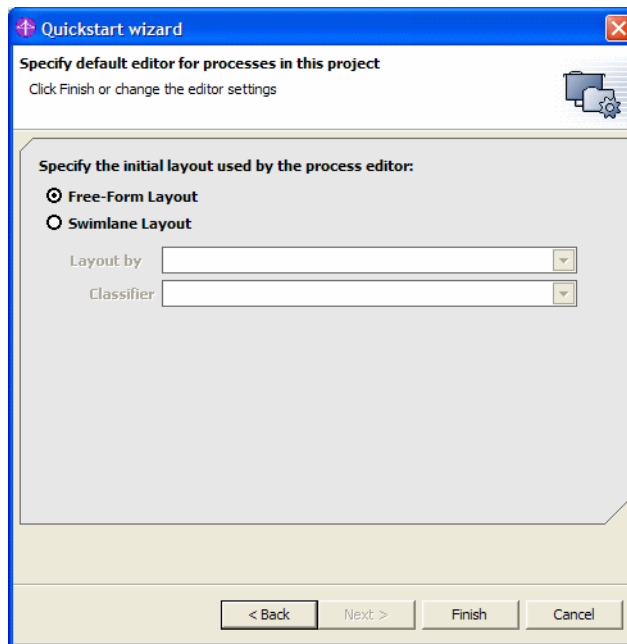 Quickstart wizard
Specify default editor for processes in this project
Click Finish or change the editor settings
Specify the initial layout used by the process editor:
Free-Form Layout
Swimlane Layout
Layout by
Classifier
< Back Next > Finish Cancel